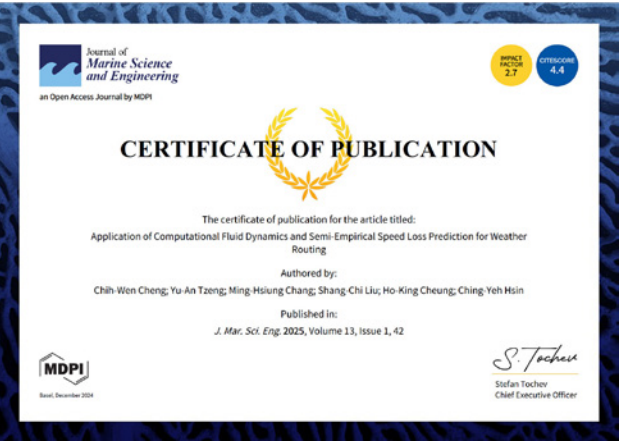 Journal of
Marine Science
and Engineering
an Open Access Journal by MDPI
IMPACT
FACTOR
2.7
CITESCORE
4.4
CERTIFICATE OF PUBLICATION
The certificate of publication for the article titled:
Application of Computational Fluid Dynamics and Semi-Empirical Speed Loss Prediction for Weather
Routing
Authored by:
Chih-Wen Cheng; Yu-An Tzeng; Ming-Hsiung Chang; Shang-Chi Liu; Ho-King Cheung; Ching-Yeh Hsin
Published in:
J. Mar. Sci. Eng. 2025, Volume 13, Issue 1, 42
MDPI
Basel, December 2024
S. Tochev
Stefan Tochev
Chief Executive Officer